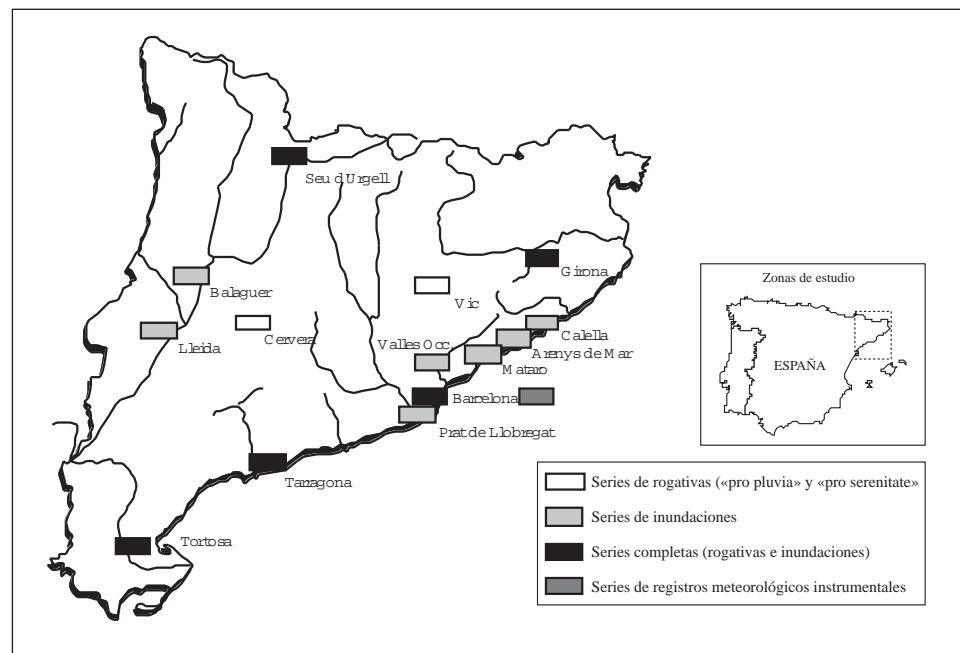 Seu d'Urgell
Girona
Balaguer
Vic
Zonas de estudio
Lleida
Cervera
Valles Occ.
Calella
Arenys de Mar
Mataro
ESPAÑA
Barcelona
Prat de Llobregat
Tarragona
Tortosa
Series de rogativas («pro pluvia» y «pro serenitate»
Series de inundaciones
Series completas (rogativas e inundaciones)
Series de registros meteorológicos instrumentales